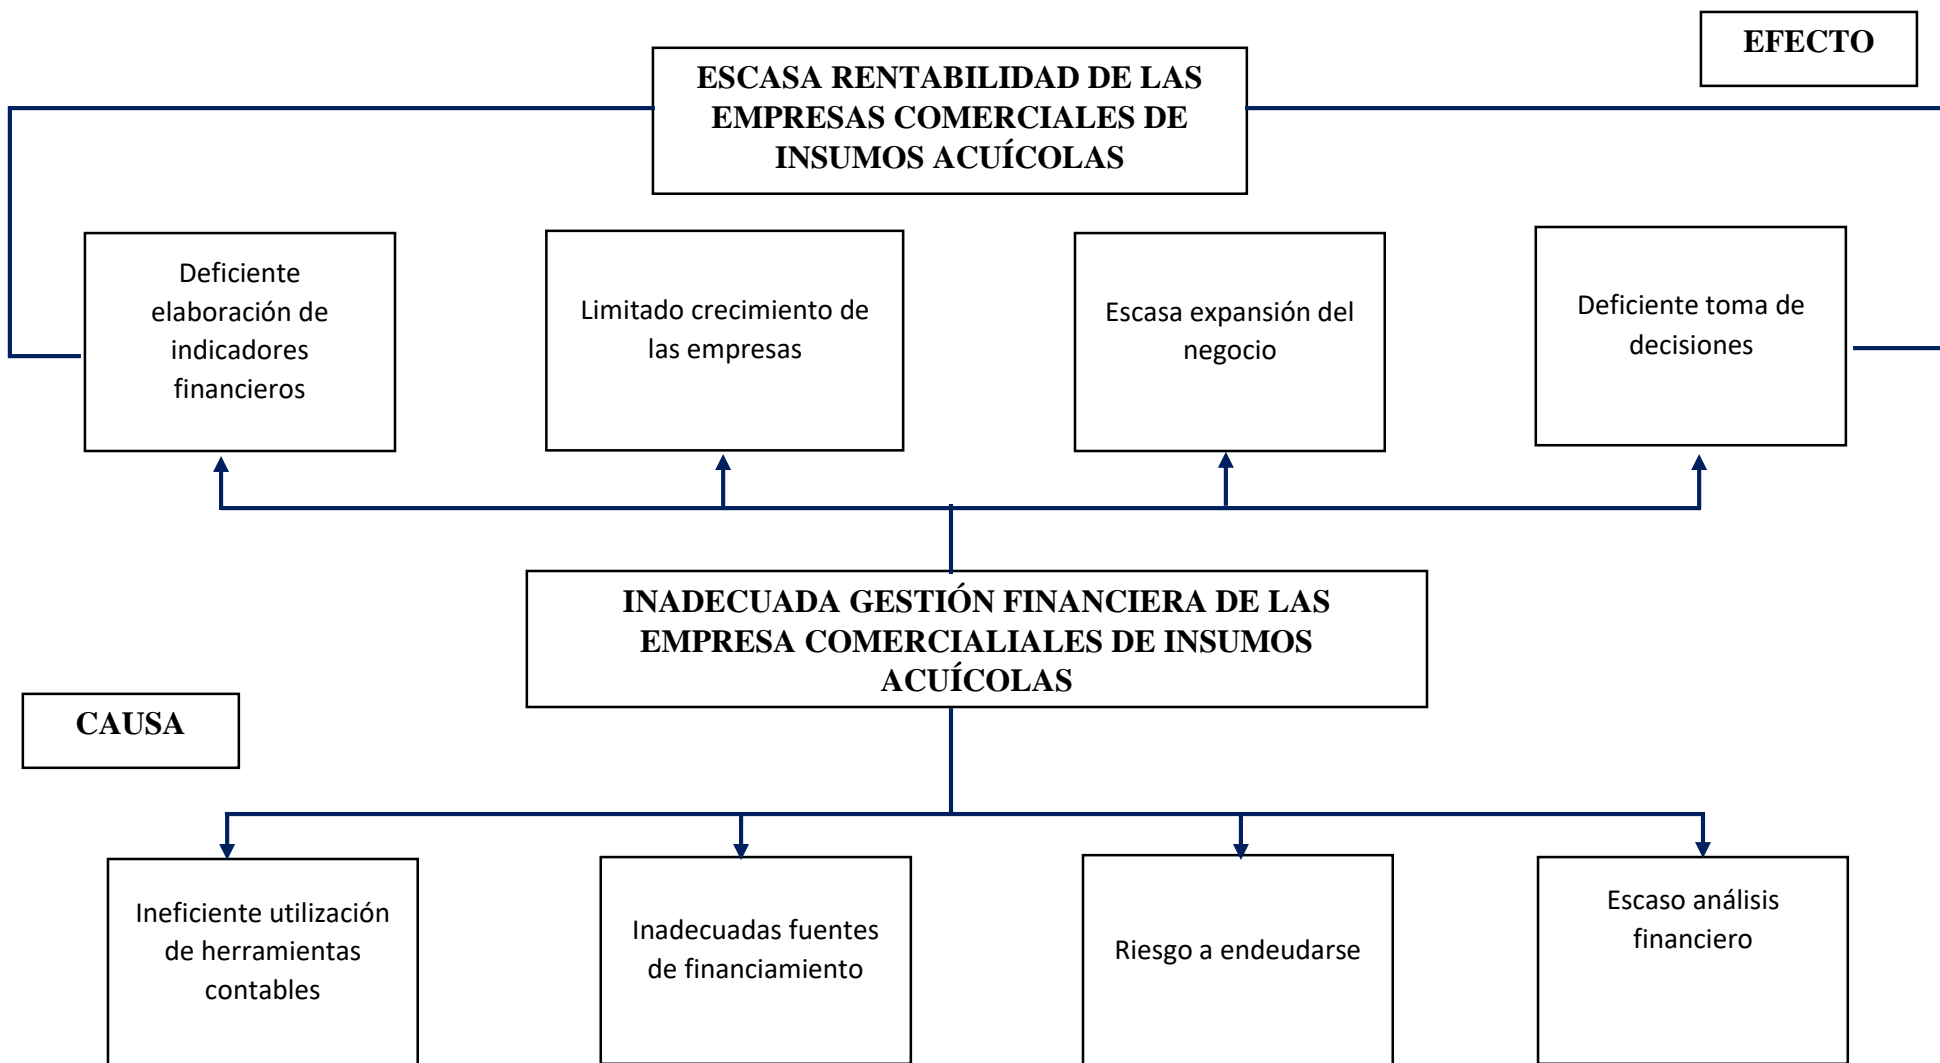 EFECTO
ESCASA RENTABILIDAD DE LAS
EMPRESAS COMERCIALES DE
INSUMOS ACUÍCOLAS
Deficiente
elaboración de
indicadores
financieros
Limitado crecimiento de
las empresas
Escasa expansión del
negocio
Deficiente toma de
decisiones
INADECUADA GESTIÓN FINANCIERA DE LAS
EMPRESA COMERCIALIALES DE INSUMOS
ACUÍCOLAS
CAUSA
Ineficiente utilización
de herramientas
contables
Inadecuadas fuentes
de financiamiento
Riesgo a endeudarse
Escaso análisis
financiero